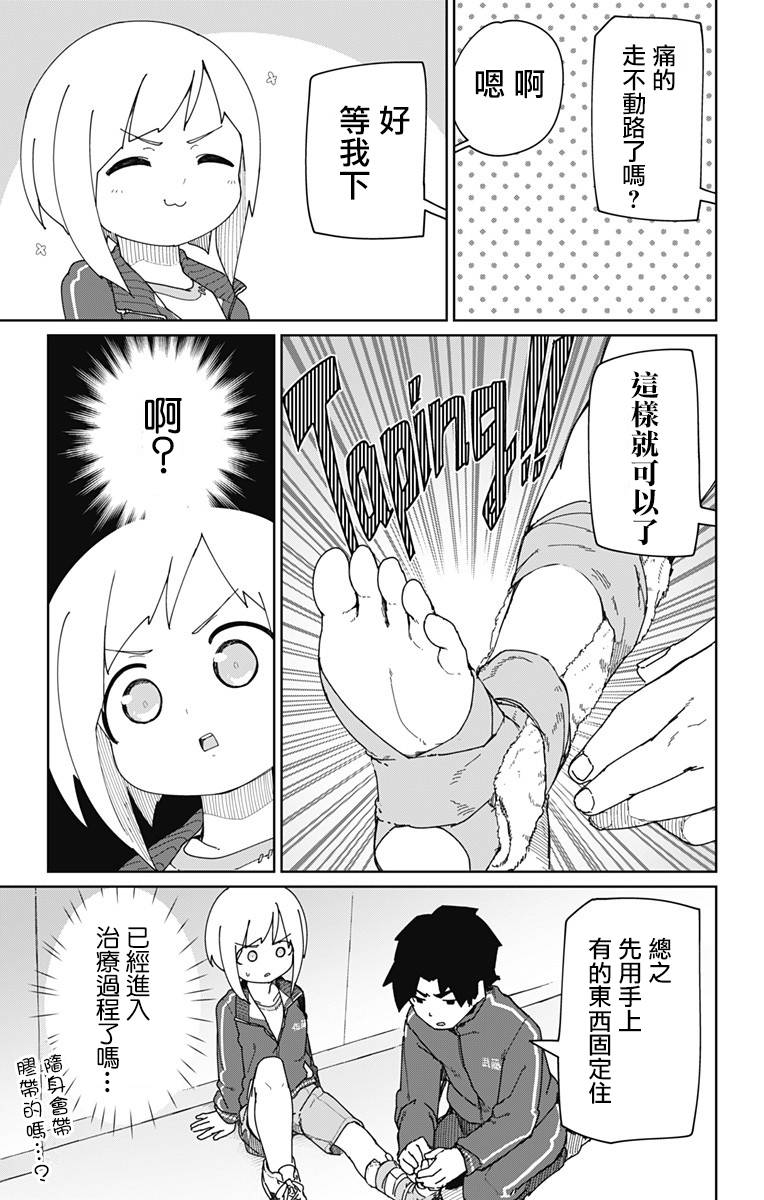 痛的
走不動路了嗎？
嗯啊
好
等我下
這樣就可以了
Taping!!
啊？
總之
先用手上
有的東西固定住
武蔵
已經進入
治療過程了嗎…
隨身會帶
膠帶的嗎…？